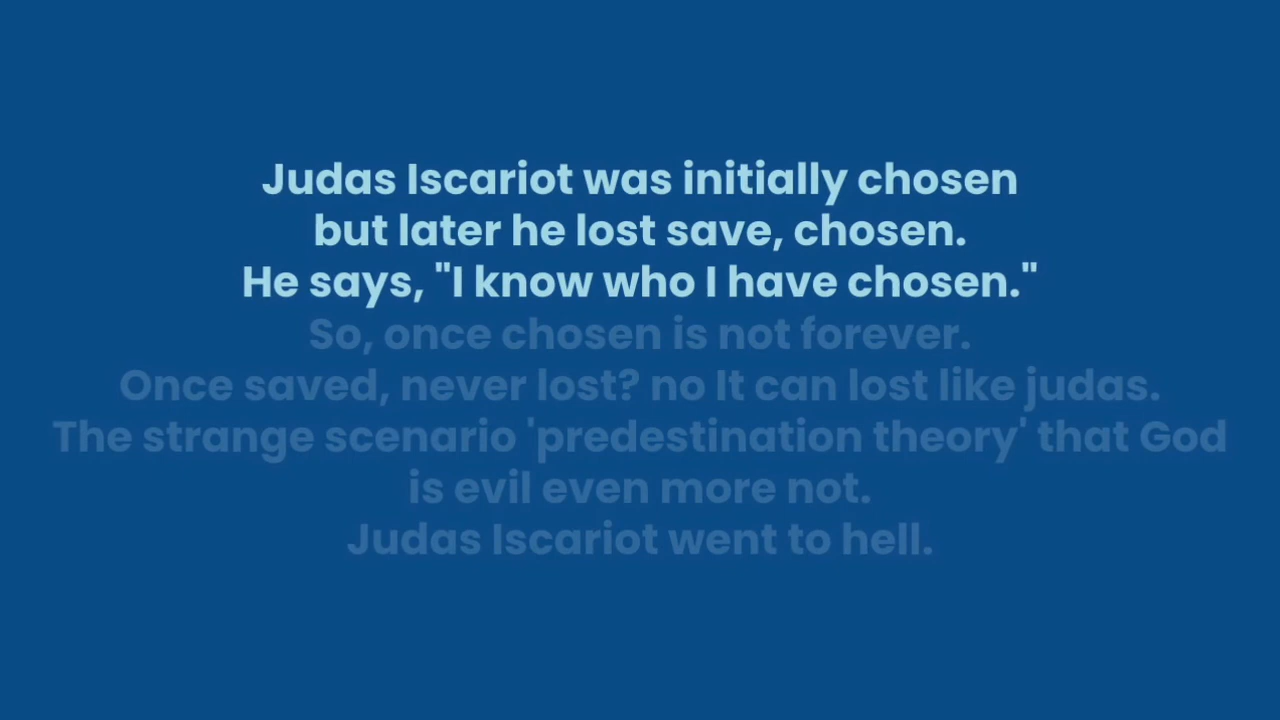 Judas Iscariot was initially chosen
but later he lost save, chosen.
He says, "I know who I have chosen."
So, once chosen is not forever.
Once saved, never lost? no It can lost like judas.
The strange scenario 'predestination theory' that God
is evil even more not.
Judas Iscariot went to hell.